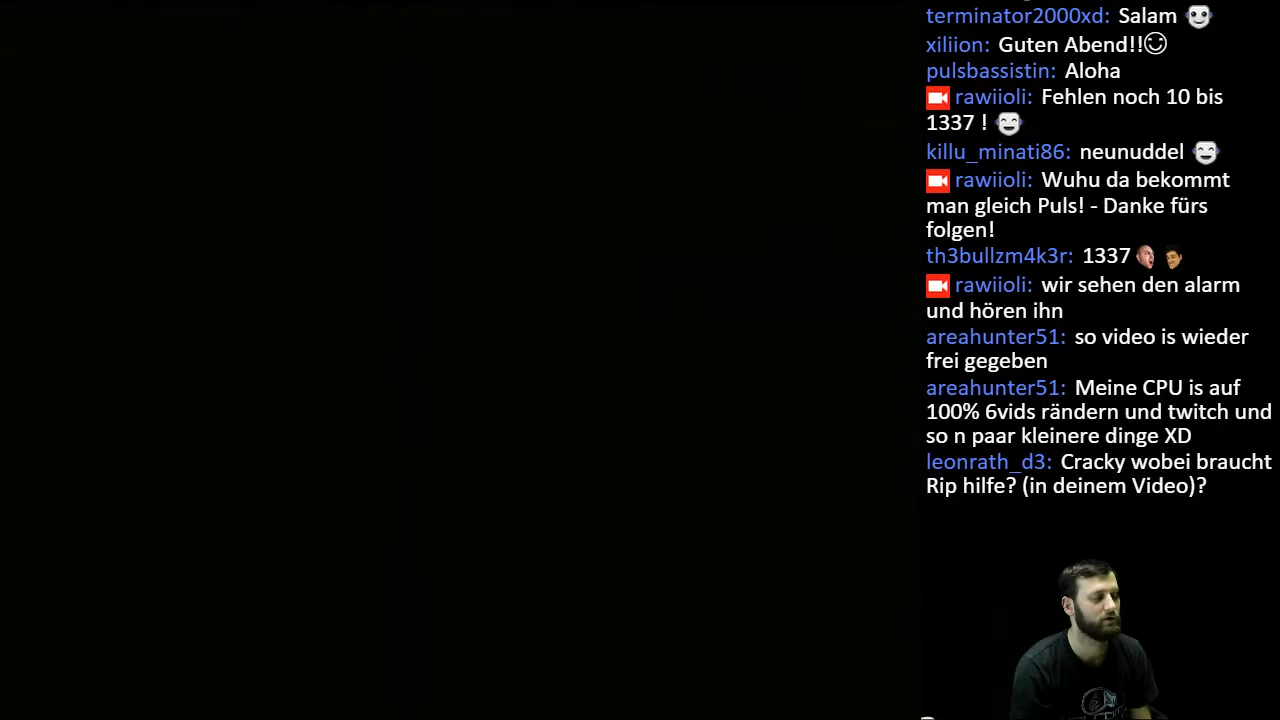 terminator2000xd: Salam
xiliion: Guten Abend!!
pulsbassistin: Aloha
rawiioli: Fehlen noch 10 bis
1337 !
killu_minati86: neunuddel
rawiioli: Wuhu da bekommt
man gleich Puls! - Danke fürs
folgen!
th3bullzm4k3r: 1337
rawiioli: wir sehen den alarm
und hören ihn
areahunter51: so video is wieder
frei gegeben
areahunter51: Meine CPU is auf
100% 6vids rändern und twitch und
so n paar kleinere dinge XD
leonrath_d3: Cracky wobei braucht
Rip hilfe? (in deinem Video)?